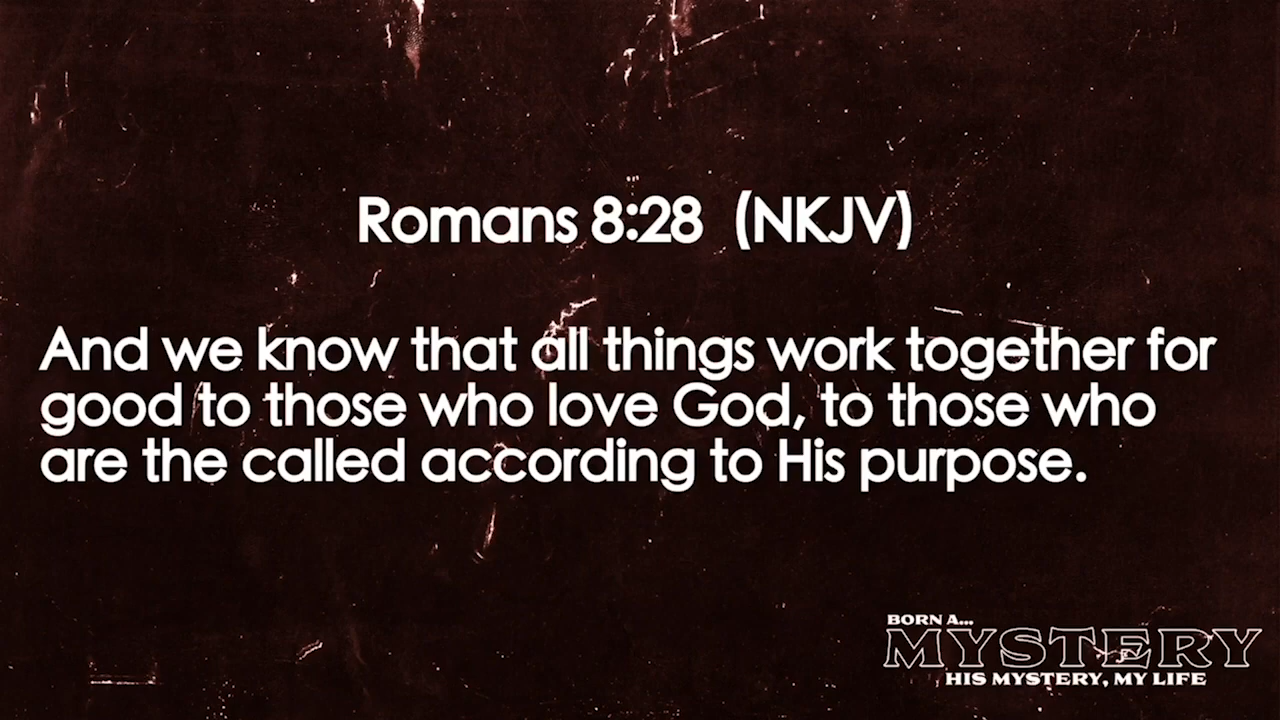 Romans 8:28 (NKJV)
And we know that all things work together for
good to those who love God, to those who
are the called according to His purpose.
BORN A...
MYSTERY
HIS MYSTERY, MY LIFE